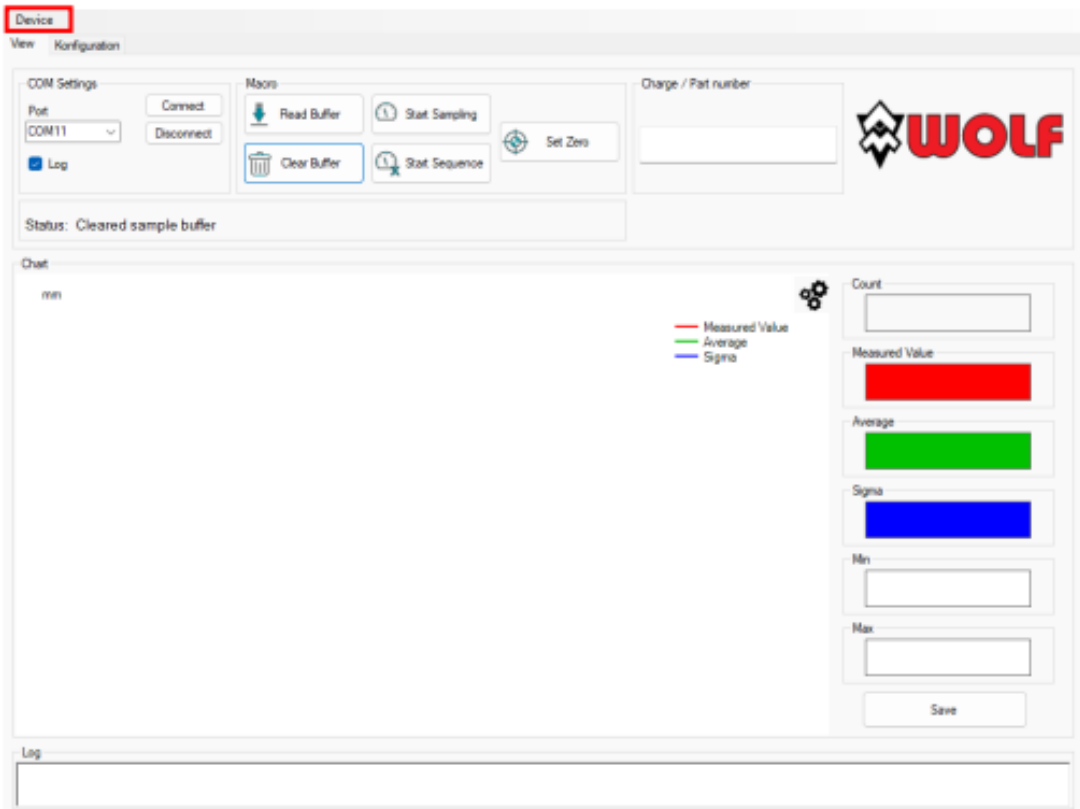 Device
View Konfiguration
COM Settings
Port
COM11
Connect
Disconnect
Log
Macro
Read Buffer
Start Sampling
Clear Buffer
Start Sequence
Set Zero
Charge / Part number
WOLF
Status: Cleared sample buffer
Chart
mm
Measured Value
Average
Sigma
Count
Measured Value
Average
Sigma
Min
Max
Save
Log